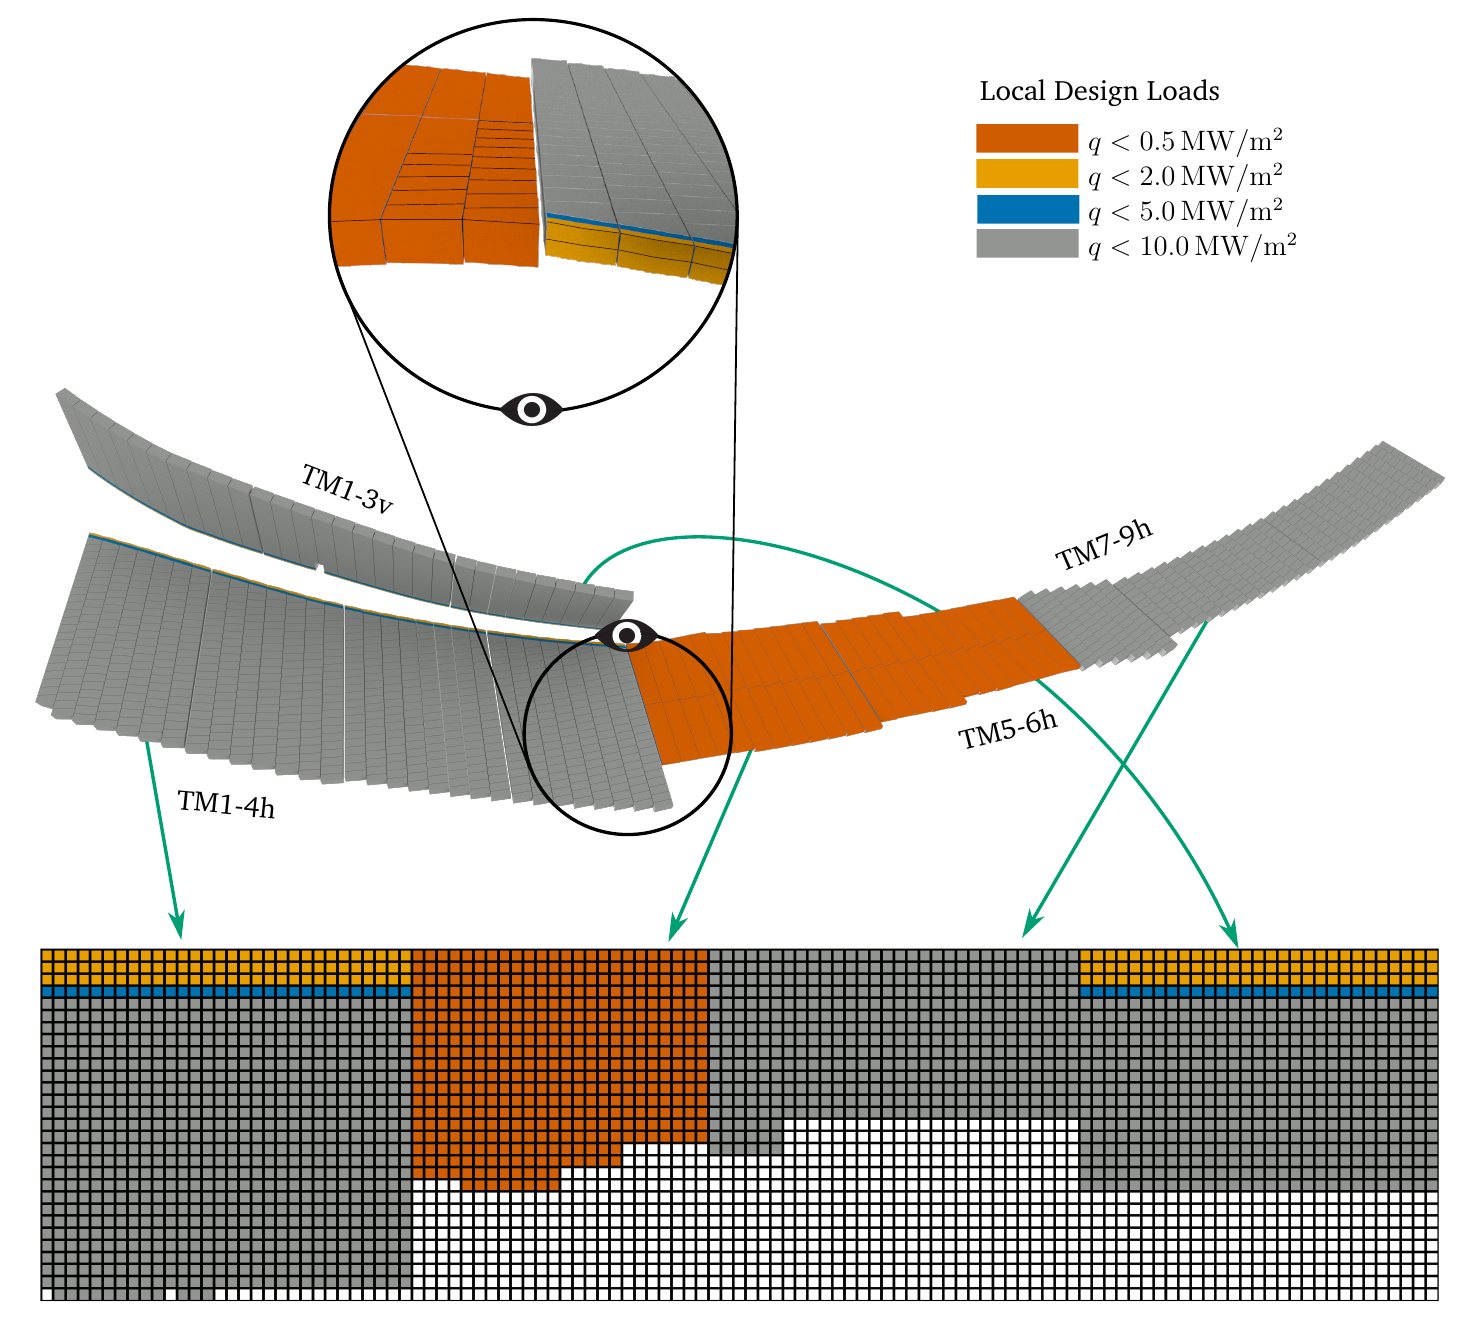 Local Design Loads
q < 0.5 MW/m²
q < 2.0 MW/m²
q < 5.0 MW/m²
q < 10.0 MW/m²
TM1-3v
TM7-9h
TM5-6h
TM1-4h